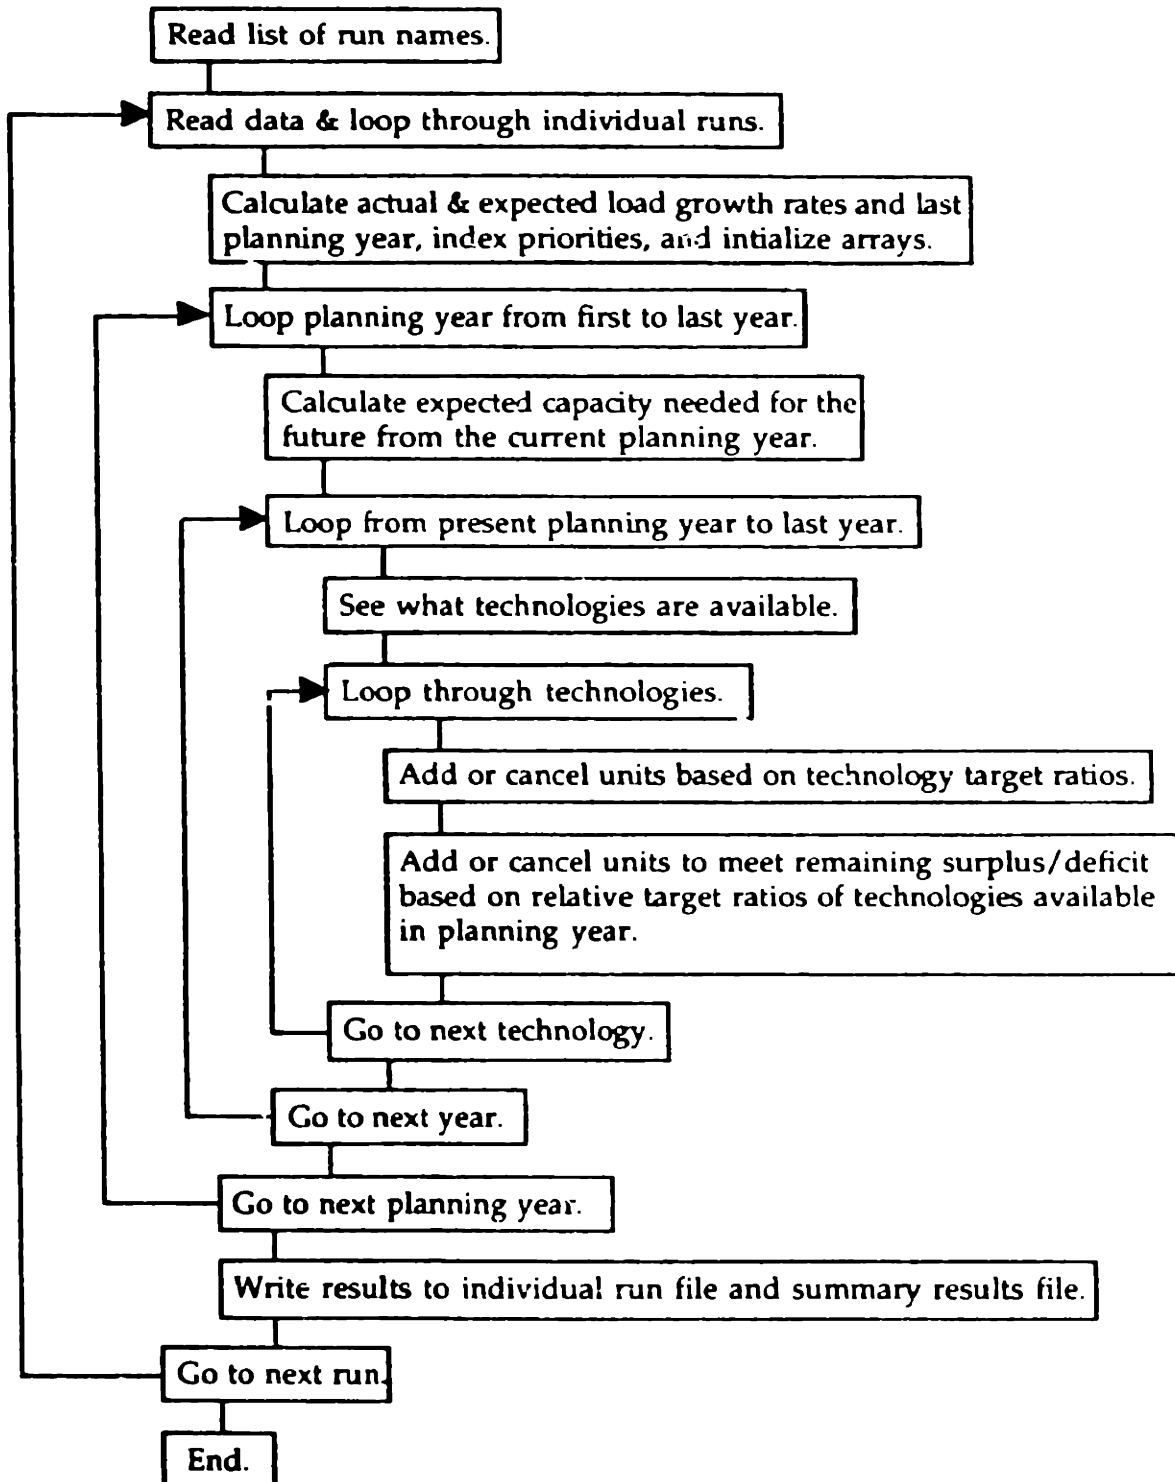 Read list of run names.
Read data & loop through individual runs.
Calculate actual & expected load growth rates and last
planning year, index priorities, and intialize arrays.
Loop planning year from first to last year.
Calculate expected capacity needed for the
future from the current planning year.
Loop from present planning year to last year.
See what technologies are available.
Loop through technologies.
Add or cancel units based on technology target ratios.
Add or cancel units to meet remaining surplus/deficit
based on relative target ratios of technologies available
in planning year.
Go to next technology.
Go to next year.
Go to next planning year.
Write results to individual run file and summary results file.
Go to next run.
End.